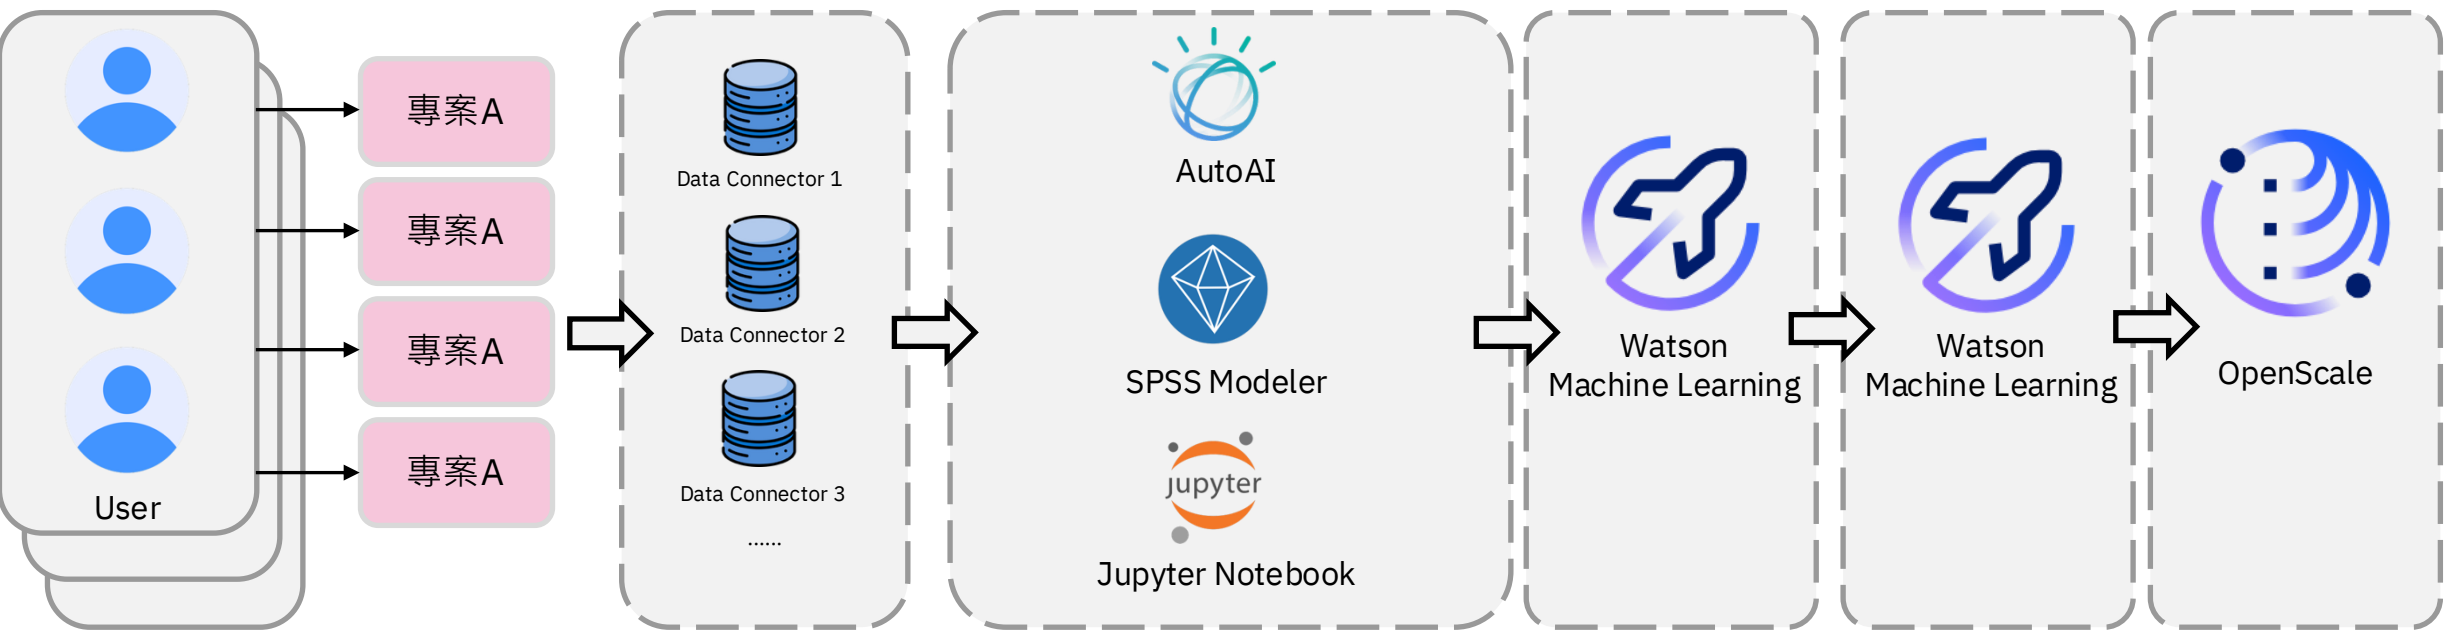 User
專案A
專案A
專案A
專案A
Data Connector 1
Data Connector 2
Data Connector 3
......
AutoAI
SPSS Modeler
jupyter
Jupyter Notebook
Watson
Machine Learning
Watson
Machine Learning
OpenScale